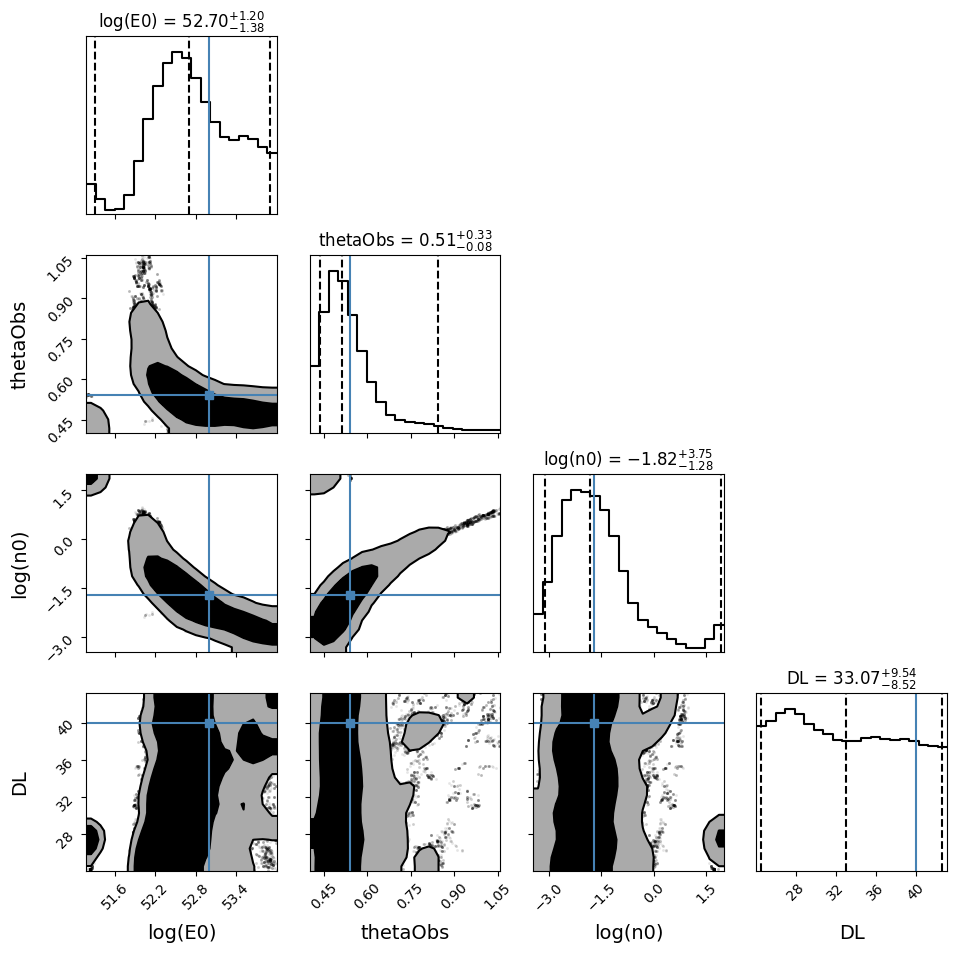 log(E0) = 52.70+1.20−1.38
thetaObs = 0.51+0.33−0.08
1.05
0.90
0.75
0.60
0.45
thetaObs
log(n0) = −1.82+3.75−1.28
1.5
0.0
−1.5
−3.0
log(n0)
DL = 33.07+9.54−8.52
40
36
32
28
DL
51.6 52.2 52.8 53.4
0.45 0.60 0.75 0.90 1.05
−3.0 −1.5 0.0 1.5
28 32 36 40
log(E0) thetaObs log(n0) DL